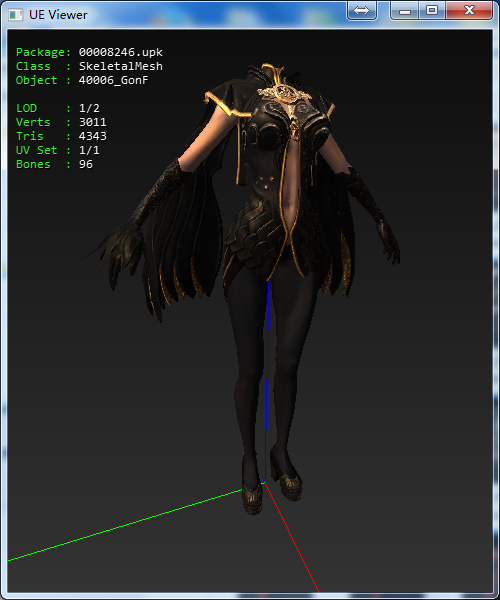 UE Viewer
Package: 00008246.upk
Class : SkeletalMesh
Object : 40006_GonF
LOD : 1/2
Verts : 3011
Tris : 4343
UV Set : 1/1
Bones : 96